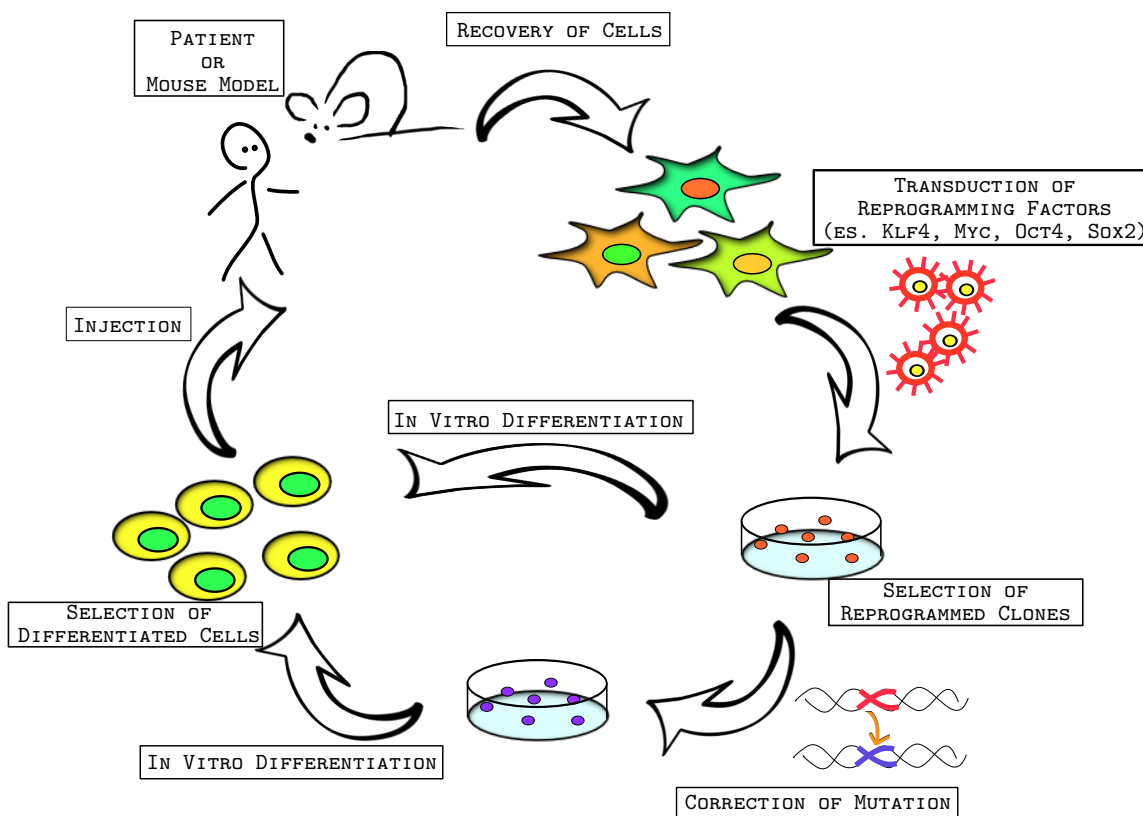 Patient
or
Mouse Model
Recovery of Cells
Transduction of
Reprogramming Factors
(es. Klf4, Myc, Oct4, Sox2)
Injection
In Vitro Differentiation
Selection of
Differentiated Cells
Selection of
Reprogrammed Clones
In Vitro Differentiation
Correction of Mutation